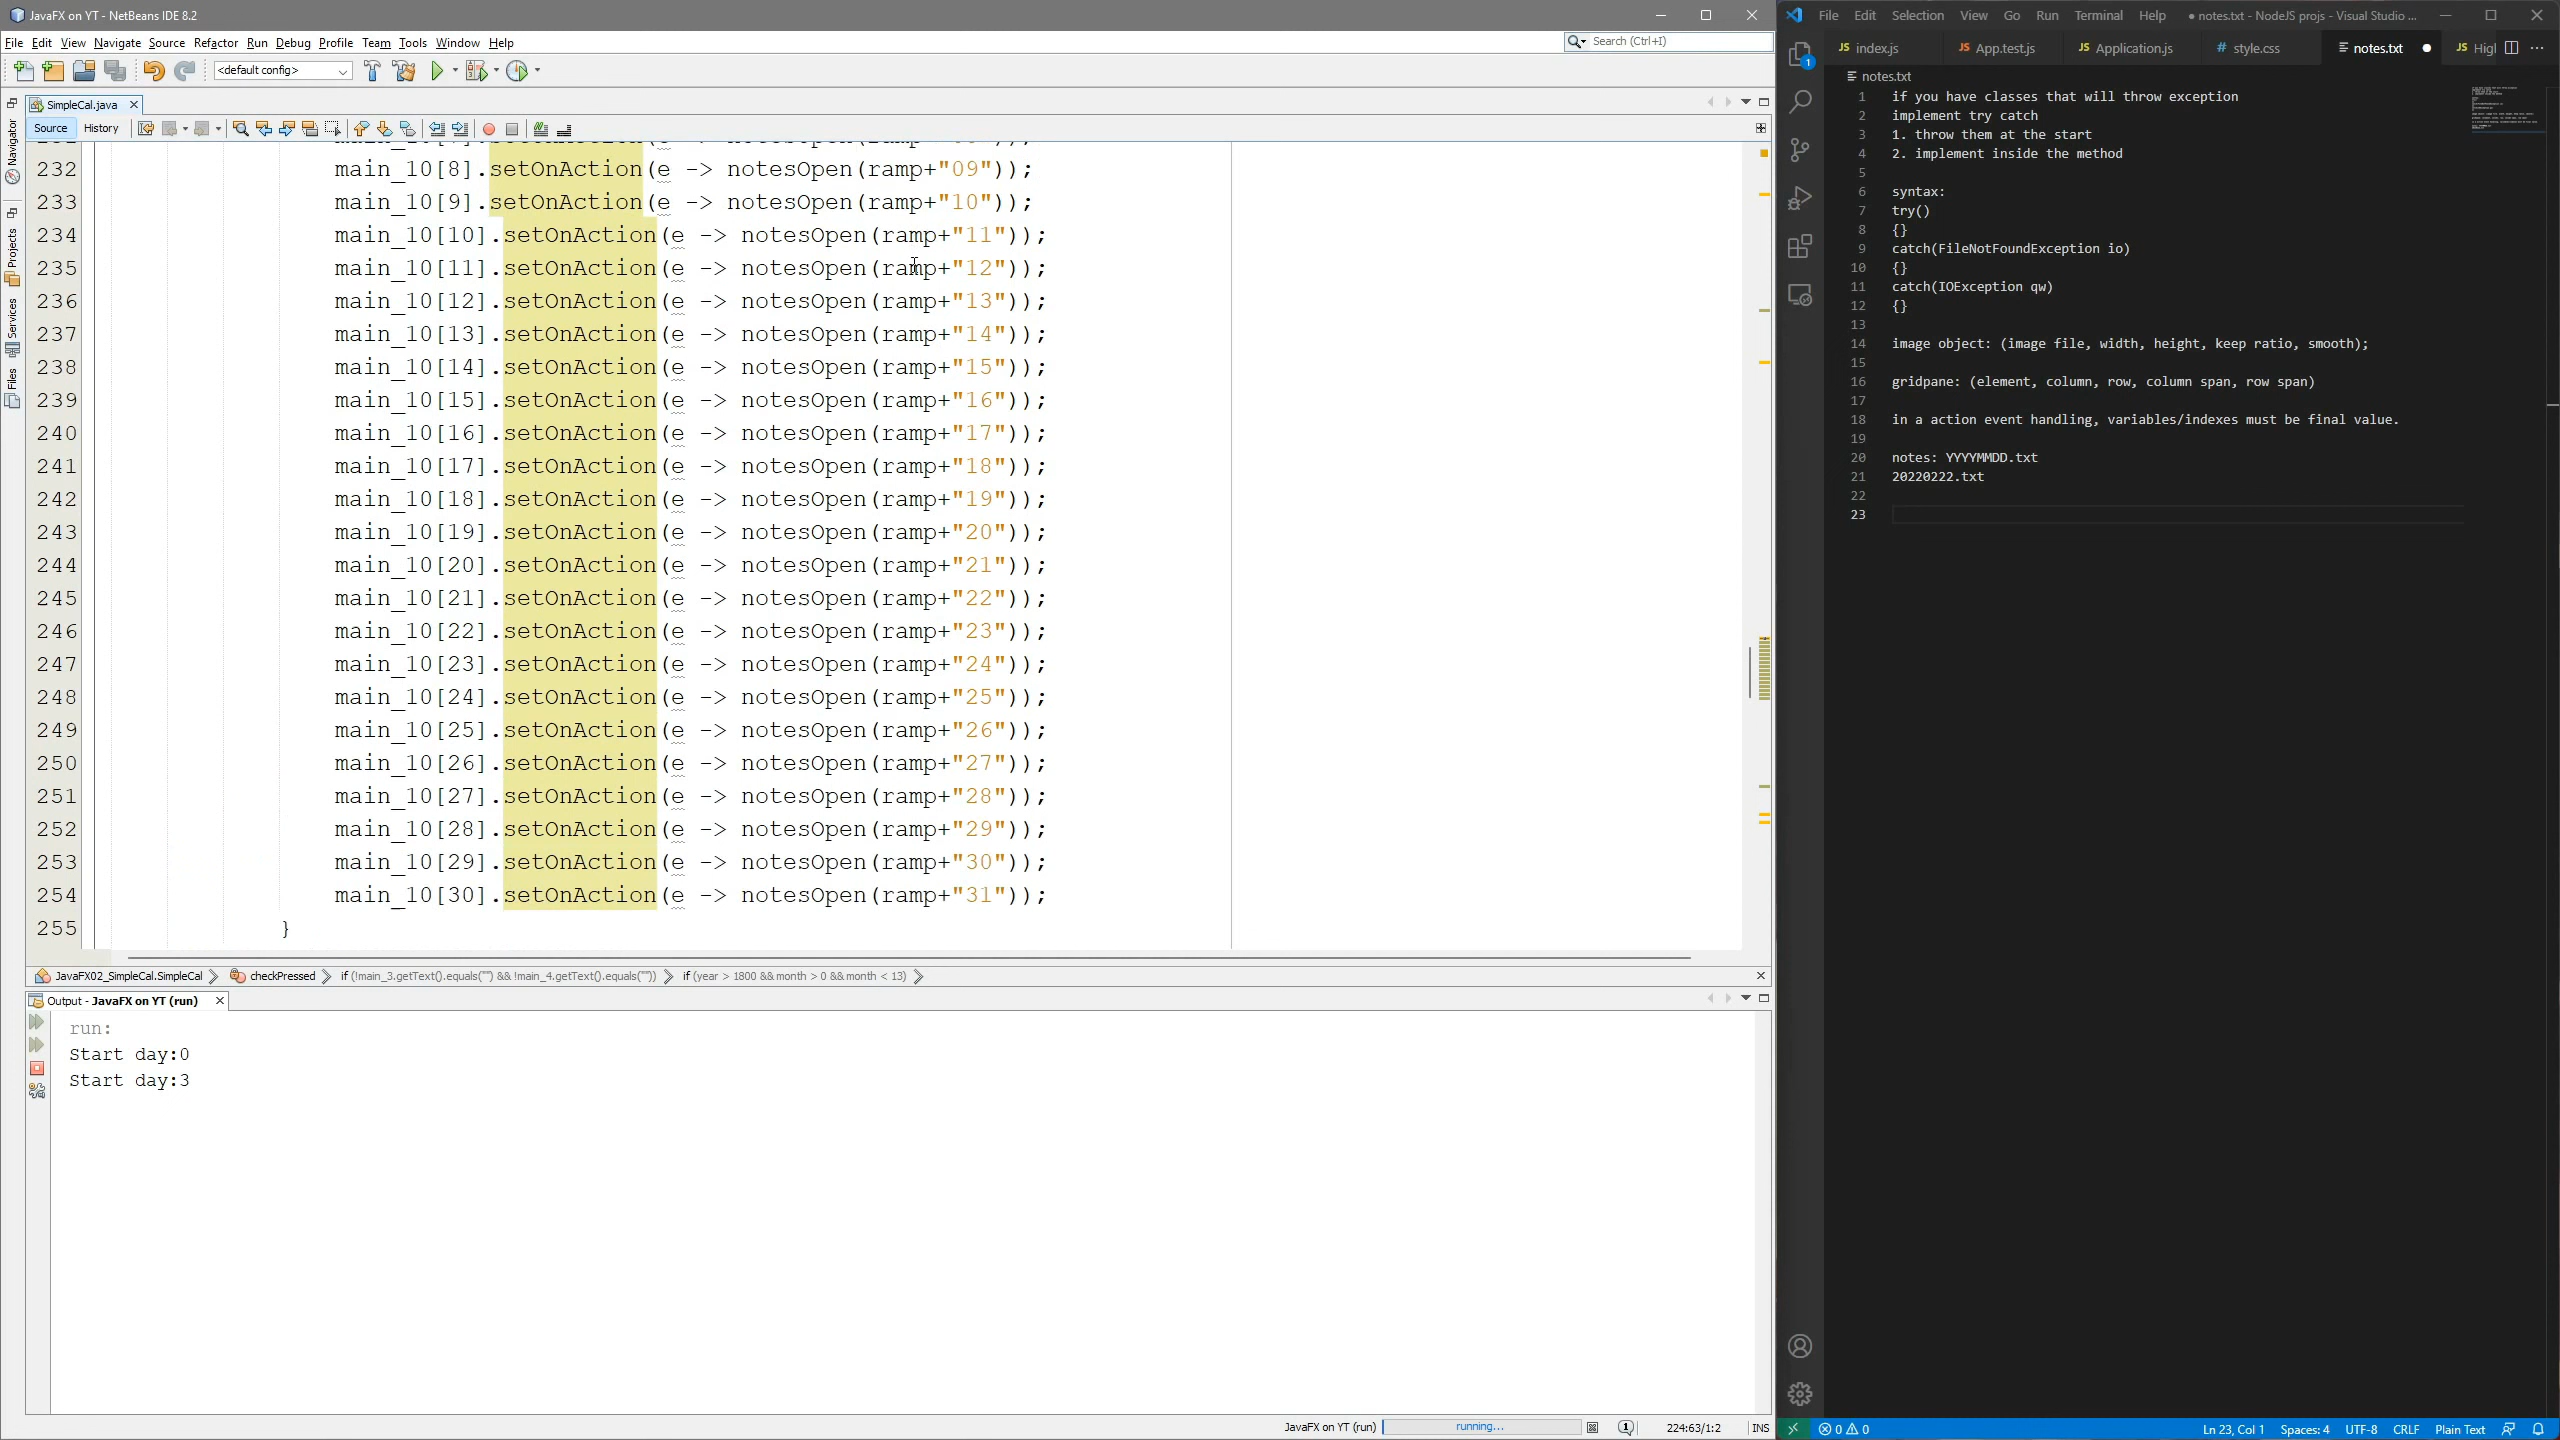 JavaFX on YT - NetBeans IDE 8.2
File Edit View Navigate Source Refactor Run Debug Profile Team Tools Window Help
Search (Ctrl+I)
<default config>
SimpleCal.java
Source History
Navigator
Projects
Services
Files
232 main_10[8].setOnAction(e -> notesOpen(ramp+"09"));
233 main_10[9].setOnAction(e -> notesOpen(ramp+"10"));
234 main_10[10].setOnAction(e -> notesOpen(ramp+"11"));
235 main_10[11].setOnAction(e -> notesOpen(ramp+"12"));
236 main_10[12].setOnAction(e -> notesOpen(ramp+"13"));
237 main_10[13].setOnAction(e -> notesOpen(ramp+"14"));
238 main_10[14].setOnAction(e -> notesOpen(ramp+"15"));
239 main_10[15].setOnAction(e -> notesOpen(ramp+"16"));
240 main_10[16].setOnAction(e -> notesOpen(ramp+"17"));
241 main_10[17].setOnAction(e -> notesOpen(ramp+"18"));
242 main_10[18].setOnAction(e -> notesOpen(ramp+"19"));
243 main_10[19].setOnAction(e -> notesOpen(ramp+"20"));
244 main_10[20].setOnAction(e -> notesOpen(ramp+"21"));
245 main_10[21].setOnAction(e -> notesOpen(ramp+"22"));
246 main_10[22].setOnAction(e -> notesOpen(ramp+"23"));
247 main_10[23].setOnAction(e -> notesOpen(ramp+"24"));
248 main_10[24].setOnAction(e -> notesOpen(ramp+"25"));
249 main_10[25].setOnAction(e -> notesOpen(ramp+"26"));
250 main_10[26].setOnAction(e -> notesOpen(ramp+"27"));
251 main_10[27].setOnAction(e -> notesOpen(ramp+"28"));
252 main_10[28].setOnAction(e -> notesOpen(ramp+"29"));
253 main_10[29].setOnAction(e -> notesOpen(ramp+"30"));
254 main_10[30].setOnAction(e -> notesOpen(ramp+"31"));
255 }
JavaFX02_SimpleCal.SimpleCal checkPressed if (!main_3.getText().equals("") && !main_4.getText().equals("")) if (year > 1800 && month > 0 && month < 13)
Output - JavaFX on YT (run)
run:
Start day:0
Start day:3
JavaFX on YT (run) running... 1 224:63/1:2 INS
File Edit Selection View Go Run Terminal Help ● notes.txt - NodeJS projs - Visual Studio ...
JS index.js JS App.test.js JS Application.js # style.css notes.txt JS Higl
1
notes.txt
1 if you have classes that will throw exception
2 implement try catch
3 1. throw them at the start
4 2. implement inside the method
5
6 syntax:
7 try()
8 {}
9 catch(FileNotFoundException io)
10 {}
11 catch(IOException qw)
12 {}
13
14 image object: (image file, width, height, keep ratio, smooth);
15
16 gridpane: (element, column, row, column span, row span)
17
18 in a action event handling, variables/indexes must be final value.
19
20 notes: YYYYMMDD.txt
21 20220222.txt
22
23
0 0 Ln 23, Col 1 Spaces: 4 UTF-8 CRLF Plain Text